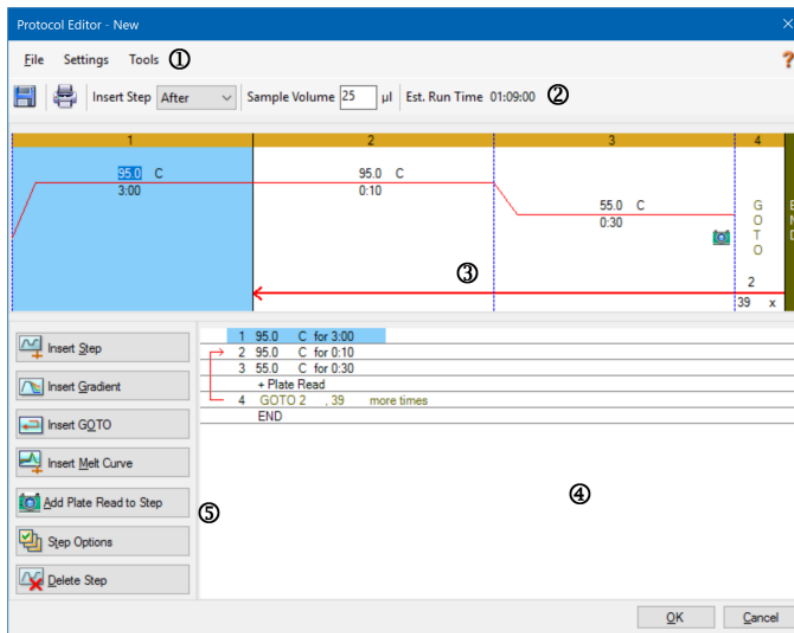 Protocol Editor - New
File Settings Tools ① ?
Insert Step After Sample Volume 25 µl Est. Run Time 01:09:00 ②
1 2 3 4
95.0 C 95.0 C
3:00 0:10
55.0 C G E
0:30 O N
T D
O
③ 2
39 x
Insert Step
Insert Gradient
Insert GOTO
Insert Melt Curve
Add Plate Read to Step
Step Options
Delete Step
⑤
1 95.0 C for 3:00
2 95.0 C for 0:10
3 55.0 C for 0:30
+ Plate Read
4 GOTO 2 , 39 more times
END
④
OK Cancel